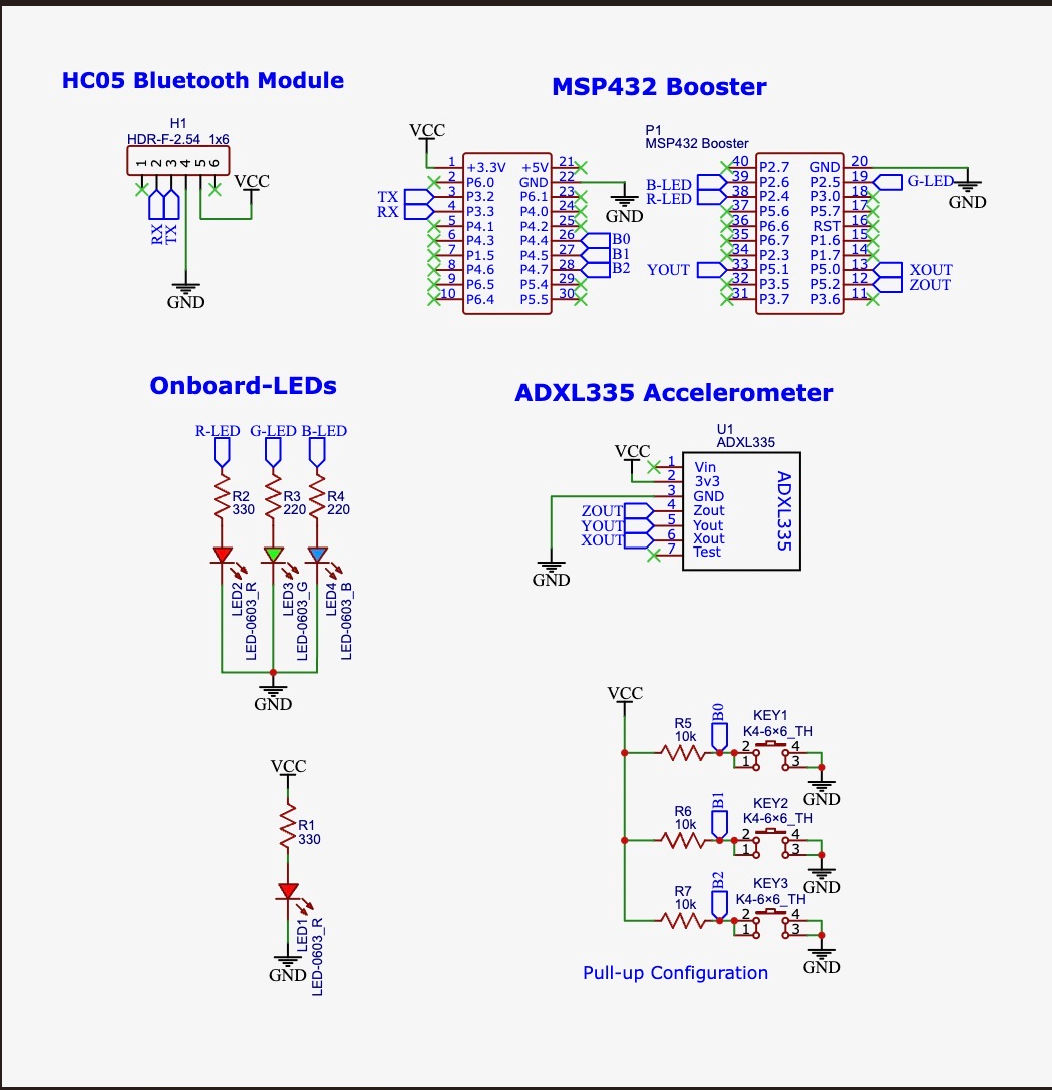 HC05 Bluetooth Module
H1
HDR-F-2.54 1x6
1 2 3 4 5 6
VCC
RX
TX
GND
MSP432 Booster
VCC
P1
MSP432 Booster
1 +3.3V +5V 21
2 P6.0 GND 22
TX 3 P3.2 P6.1 23
RX 4 P3.3 P4.0 24
5 P4.1 P4.2 25
6 P4.3 P4.4 26 B0
7 P1.5 P4.5 27 B1
8 P4.6 P4.7 28 B2
9 P6.5 P5.4 29
10 P6.4 P5.5 30
GND
40 P2.7 GND 20
B-LED 39 P2.6 P2.5 19 G-LED
R-LED 38 P2.4 P3.0 18
37 P5.6 P5.7 17
36 P6.6 RST 16
35 P6.7 P1.6 15
34 P2.3 P1.7 14
YOUT 33 P5.1 P5.0 13 XOUT
32 P3.5 P5.2 12 ZOUT
31 P3.7 P3.6 11
GND
Onboard-LEDs
R-LED G-LED B-LED
R2 R3 R4
330 220 220
LED2
LED-0603_R
LED3
LED-0603_G
LED4
LED-0603_B
GND
ADXL335 Accelerometer
U1
ADXL335
VCC
1 Vin
2 3v3
3 GND
ZOUT 4 Zout
YOUT 5 Yout
XOUT 6 Xout
7 Test
ADXL335
GND
VCC
R1
330
LED1
LED-0603_R
GND
VCC
R5
10k
B0
KEY1
K4-6×6_TH
2 4
1 3
GND
R6
10k
B1
KEY2
K4-6×6_TH
2 4
1 3
GND
R7
10k
B2
KEY3
K4-6×6_TH
2 4
1 3
GND
Pull-up Configuration